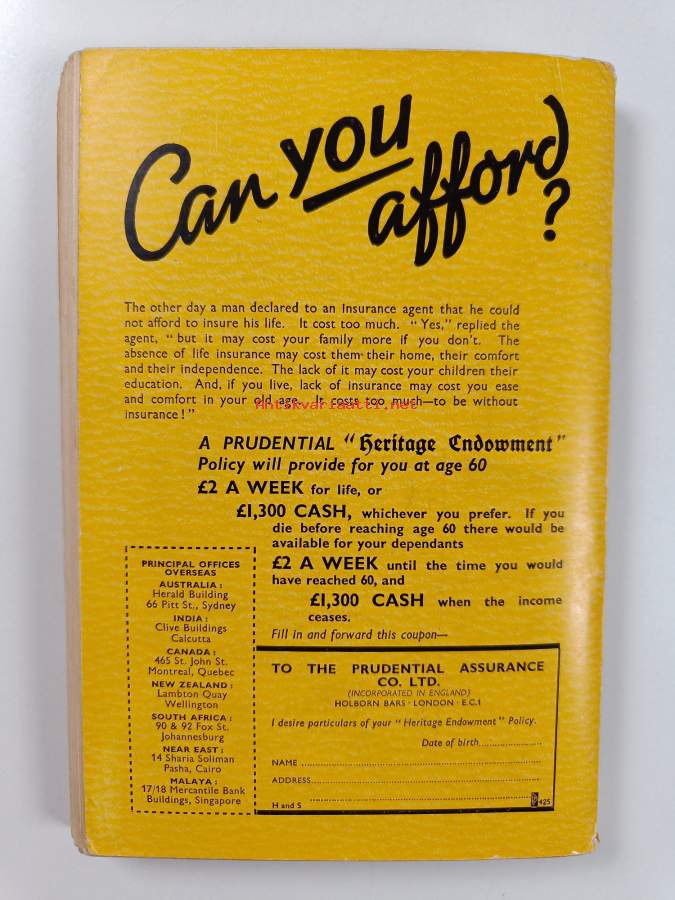 Can you
afford?
The other day a man declared to an insurance agent that he could
not afford to insure his life. It cost too much. "Yes," replied the
agent, "but it may cost your family more if you don't. The
absence of life insurance may cost them their home, their comfort
and their independence. The lack of it may cost your children their
education. And, if you live, lack of insurance may cost you ease
and comfort in your old age. It costs too much—to be without
insurance!"
Antikvariaatti.net
A PRUDENTIAL "Heritage Endowment"
Policy will provide for you at age 60
£2 A WEEK for life, or
£1,300 CASH, whichever you prefer. If you
die before reaching age 60 there would be
available for your dependants
£2 A WEEK until the time you would
have reached 60, and
£1,300 CASH when the income
ceases.
Fill in and forward this coupon—
PRINCIPAL OFFICES
OVERSEAS
AUSTRALIA:
Herald Building
66 Pitt St., Sydney
INDIA:
Clive Buildings
Calcutta
CANADA:
465 St. John St.
Montreal, Quebec
NEW ZEALAND:
Lambton Quay
Wellington
SOUTH AFRICA:
90 & 92 Fox St.
Johannesburg
NEAR EAST:
14 Sharia Soliman
Pasha, Cairo
MALAYA:
17/18 Mercantile Bank
Buildings, Singapore
TO THE PRUDENTIAL ASSURANCE
CO. LTD.
(INCORPORATED IN ENGLAND)
HOLBORN BARS · LONDON · E.C.1
I desire particulars of your "Heritage Endowment" Policy.
Date of birth....................
NAME ............................................................
ADDRESS.........................................................
............................................................
H and S
425